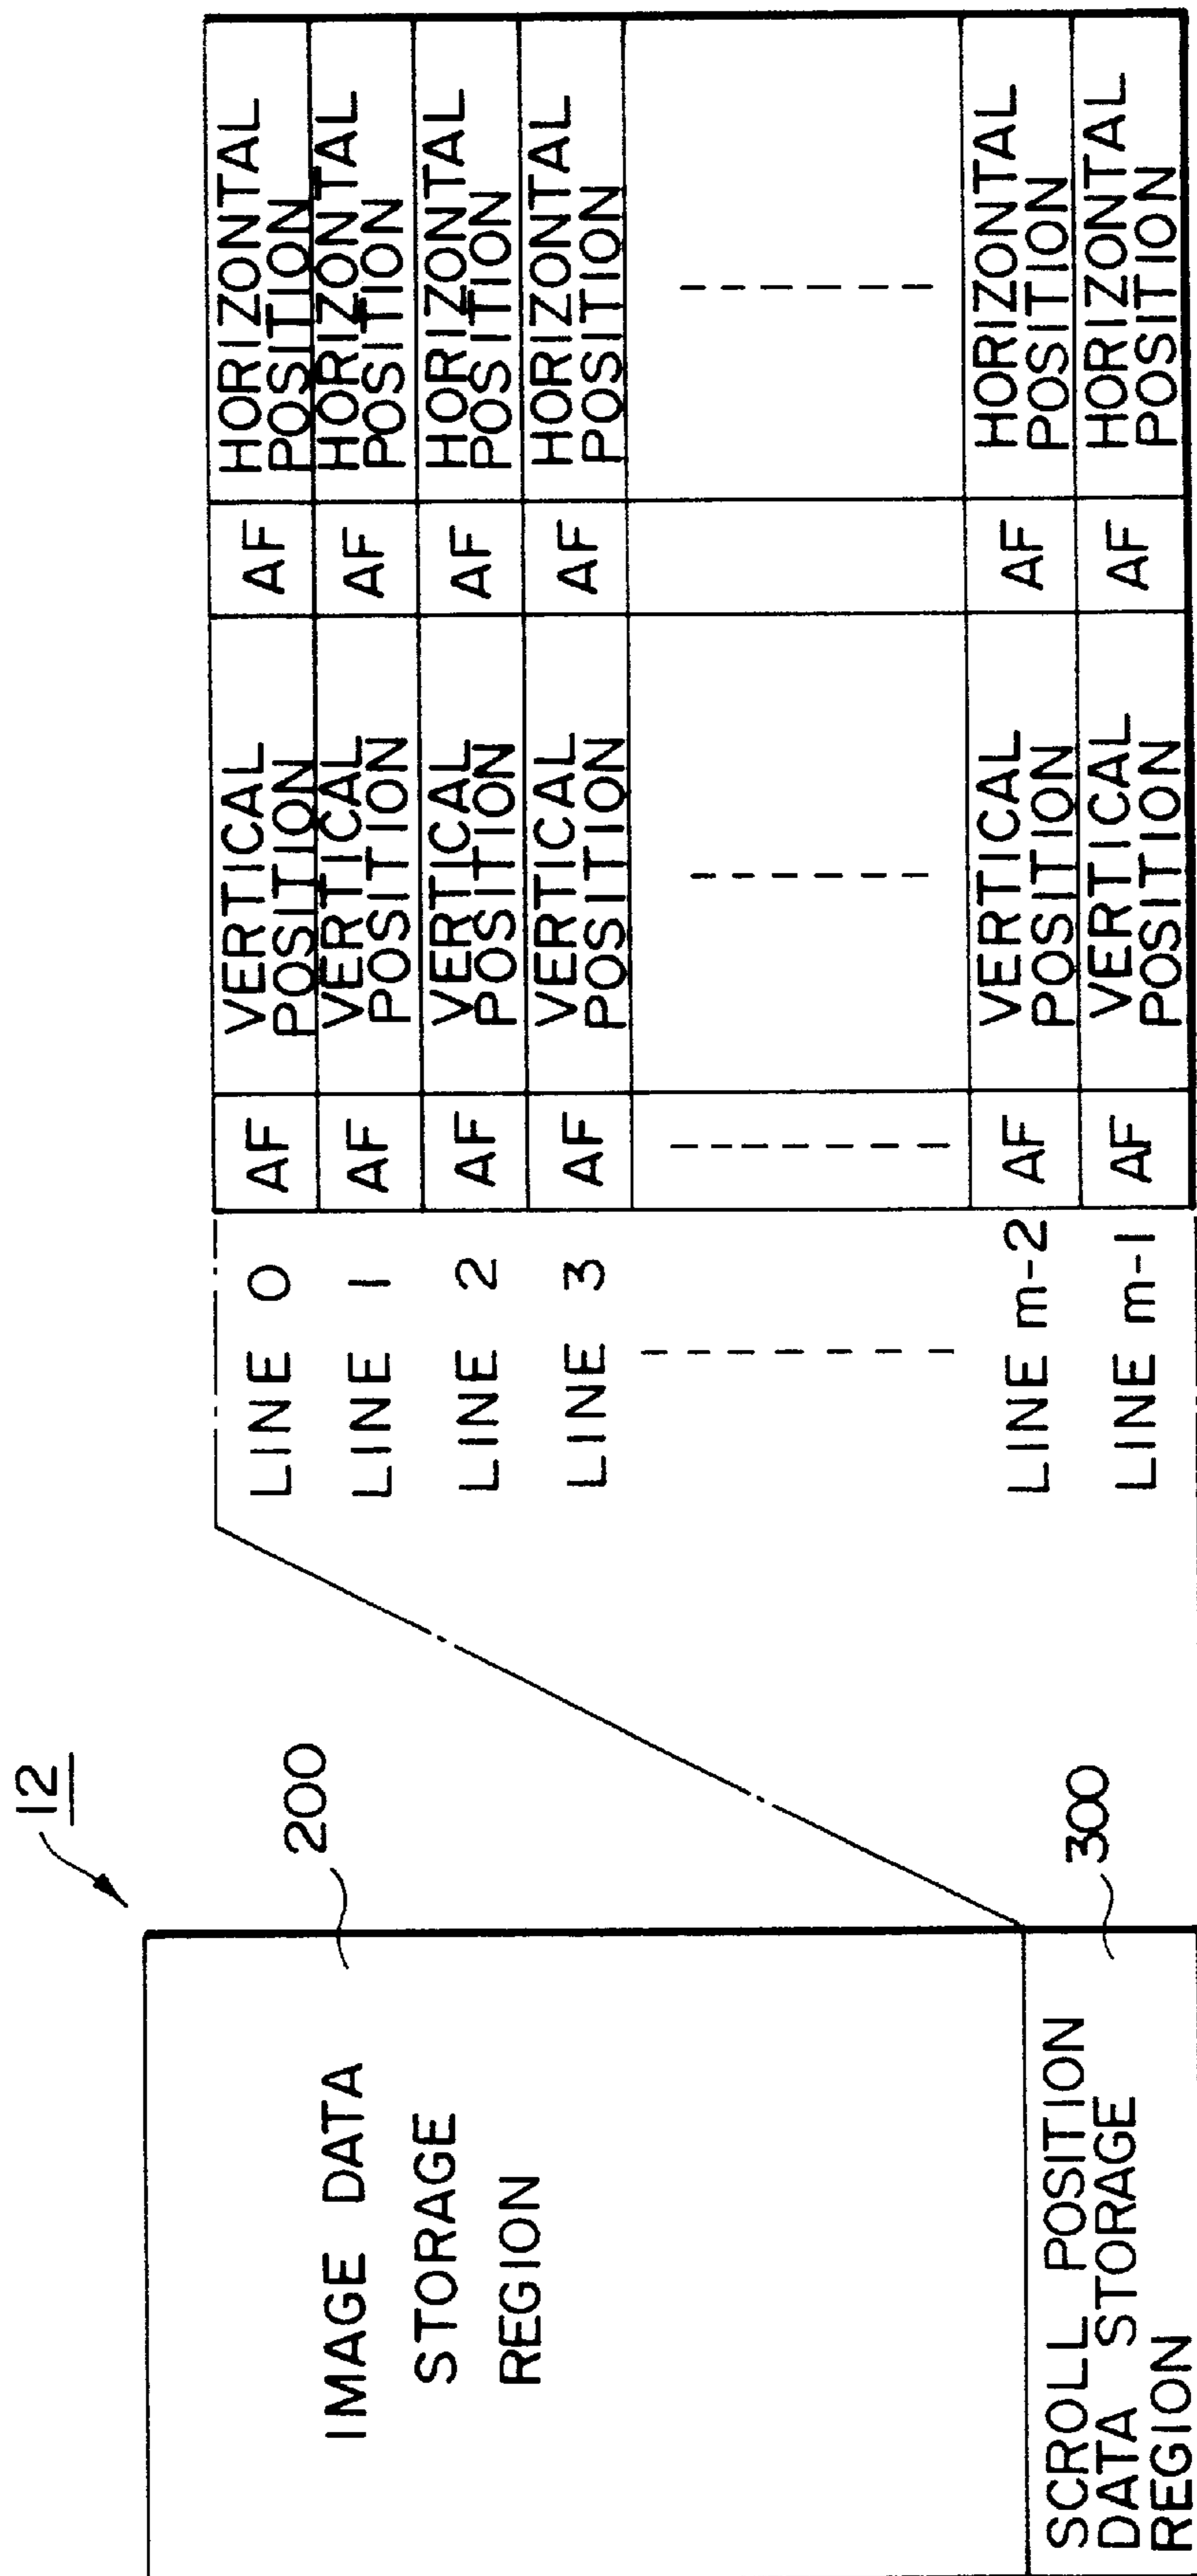 12
200
IMAGE DATA
STORAGE
REGION
300
SCROLL POSITION
DATA STORAGE
REGION
LINE 0 AF VERTICAL POSITION AF HORIZONTAL POSITION
LINE 1 AF VERTICAL POSITION AF HORIZONTAL POSITION
LINE 2 AF VERTICAL POSITION AF HORIZONTAL POSITION
LINE 3 AF VERTICAL POSITION AF HORIZONTAL POSITION
LINE m-2 AF VERTICAL POSITION AF HORIZONTAL POSITION
LINE m-1 AF VERTICAL POSITION AF HORIZONTAL POSITION